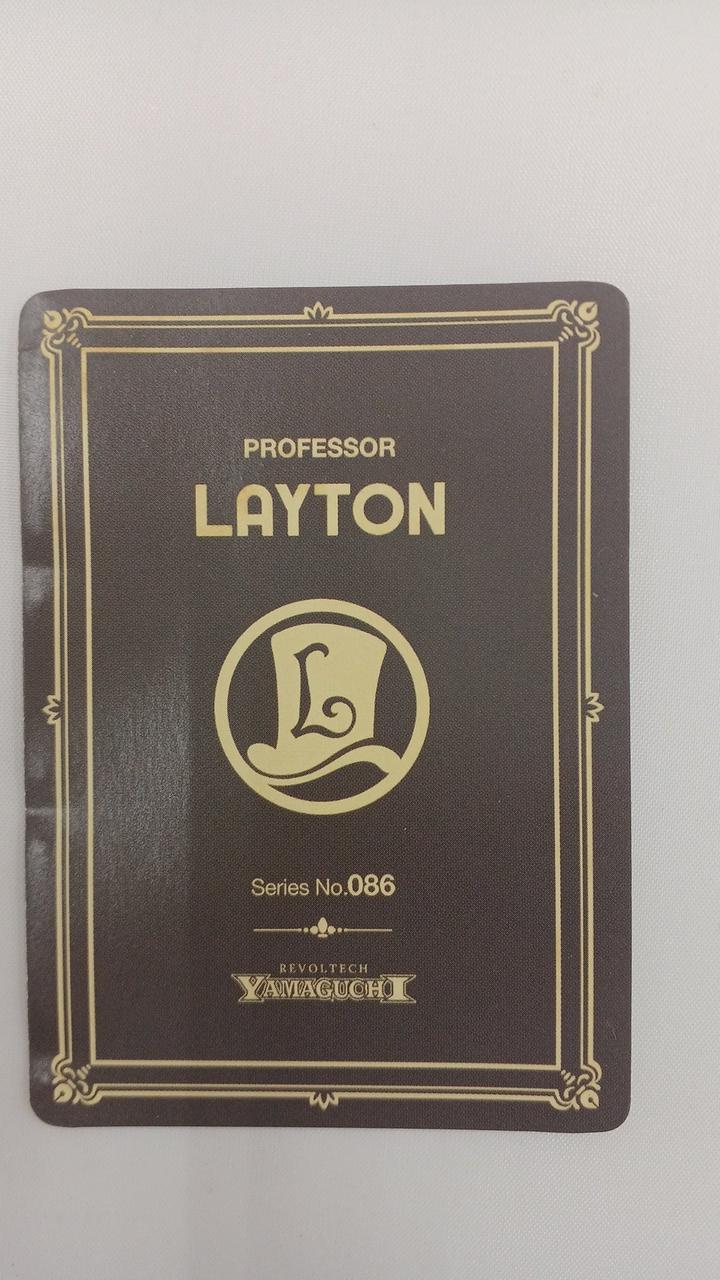 PROFESSOR
LAYTON
L
Series No.086
REVOLTECH
YAMAGUCHI